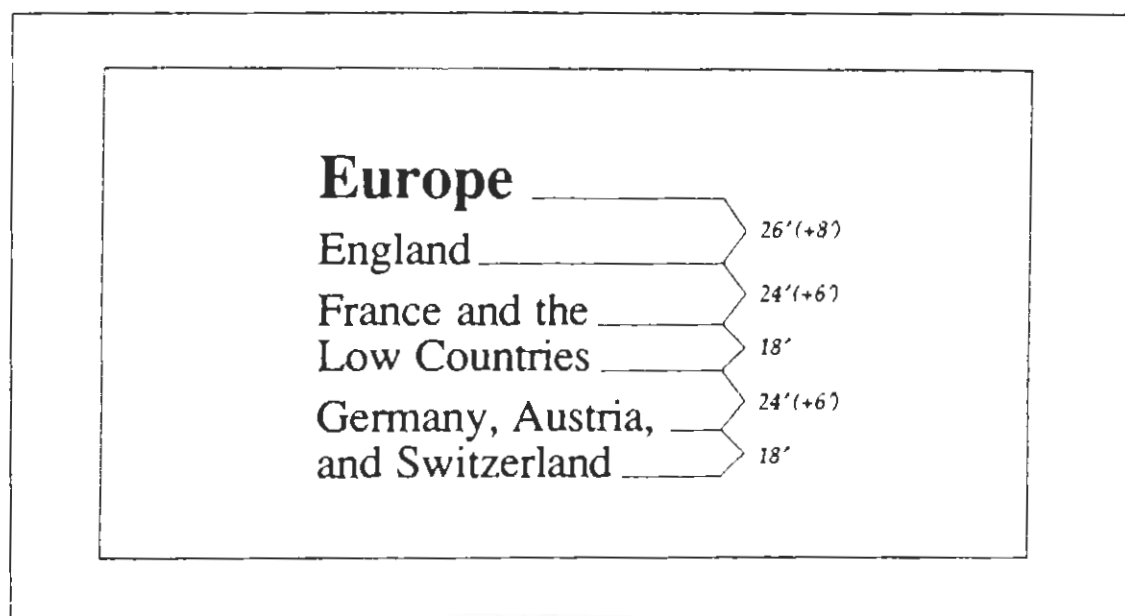 Europe
26'(+8')
England
24'(+6')
France and the
18'
Low Countries
24'(+6')
Germany, Austria,
18'
and Switzerland